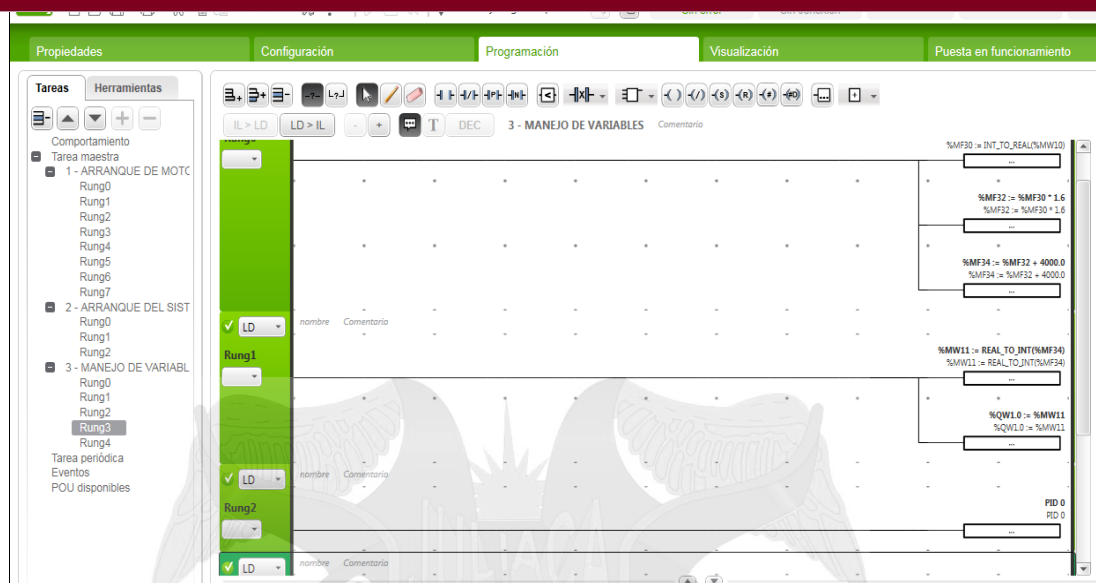 Propiedades
Configuración
Programación
Visualización
Puesta en funcionamiento
Tareas
Herramientas
Comportamiento
Tarea maestra
1 - ARRANQUE DE MOTC
Rung0
Rung1
Rung2
Rung3
Rung4
Rung5
Rung6
Rung7
2 - ARRANQUE DEL SIST
Rung0
Rung1
Rung2
3 - MANEJO DE VARIABL
Rung0
Rung1
Rung2
Rung3
Rung4
Tarea periódica
Eventos
POU disponibles
IL > LD
LD > IL
-
+
T
DEC
3 - MANEJO DE VARIABLES
Comentario
%MF30 := INT_TO_REAL(%MW10)
...
%MF32 := %MF30 * 1.6
%MF32 := %MF30 * 1.6
...
%MF34 := %MF32 + 4000.0
%MF34 := %MF32 + 4000.0
...
LD
nombre
Comentario
Rung1
%MW11 := REAL_TO_INT(%MF34)
%MW11 := REAL_TO_INT(%MF34)
...
%QW1.0 := %MW11
%QW1.0 := %MW11
...
LD
nombre
Comentario
Rung2
PID 0
PID 0
...
LD
nombre
Comentario
JULIACA